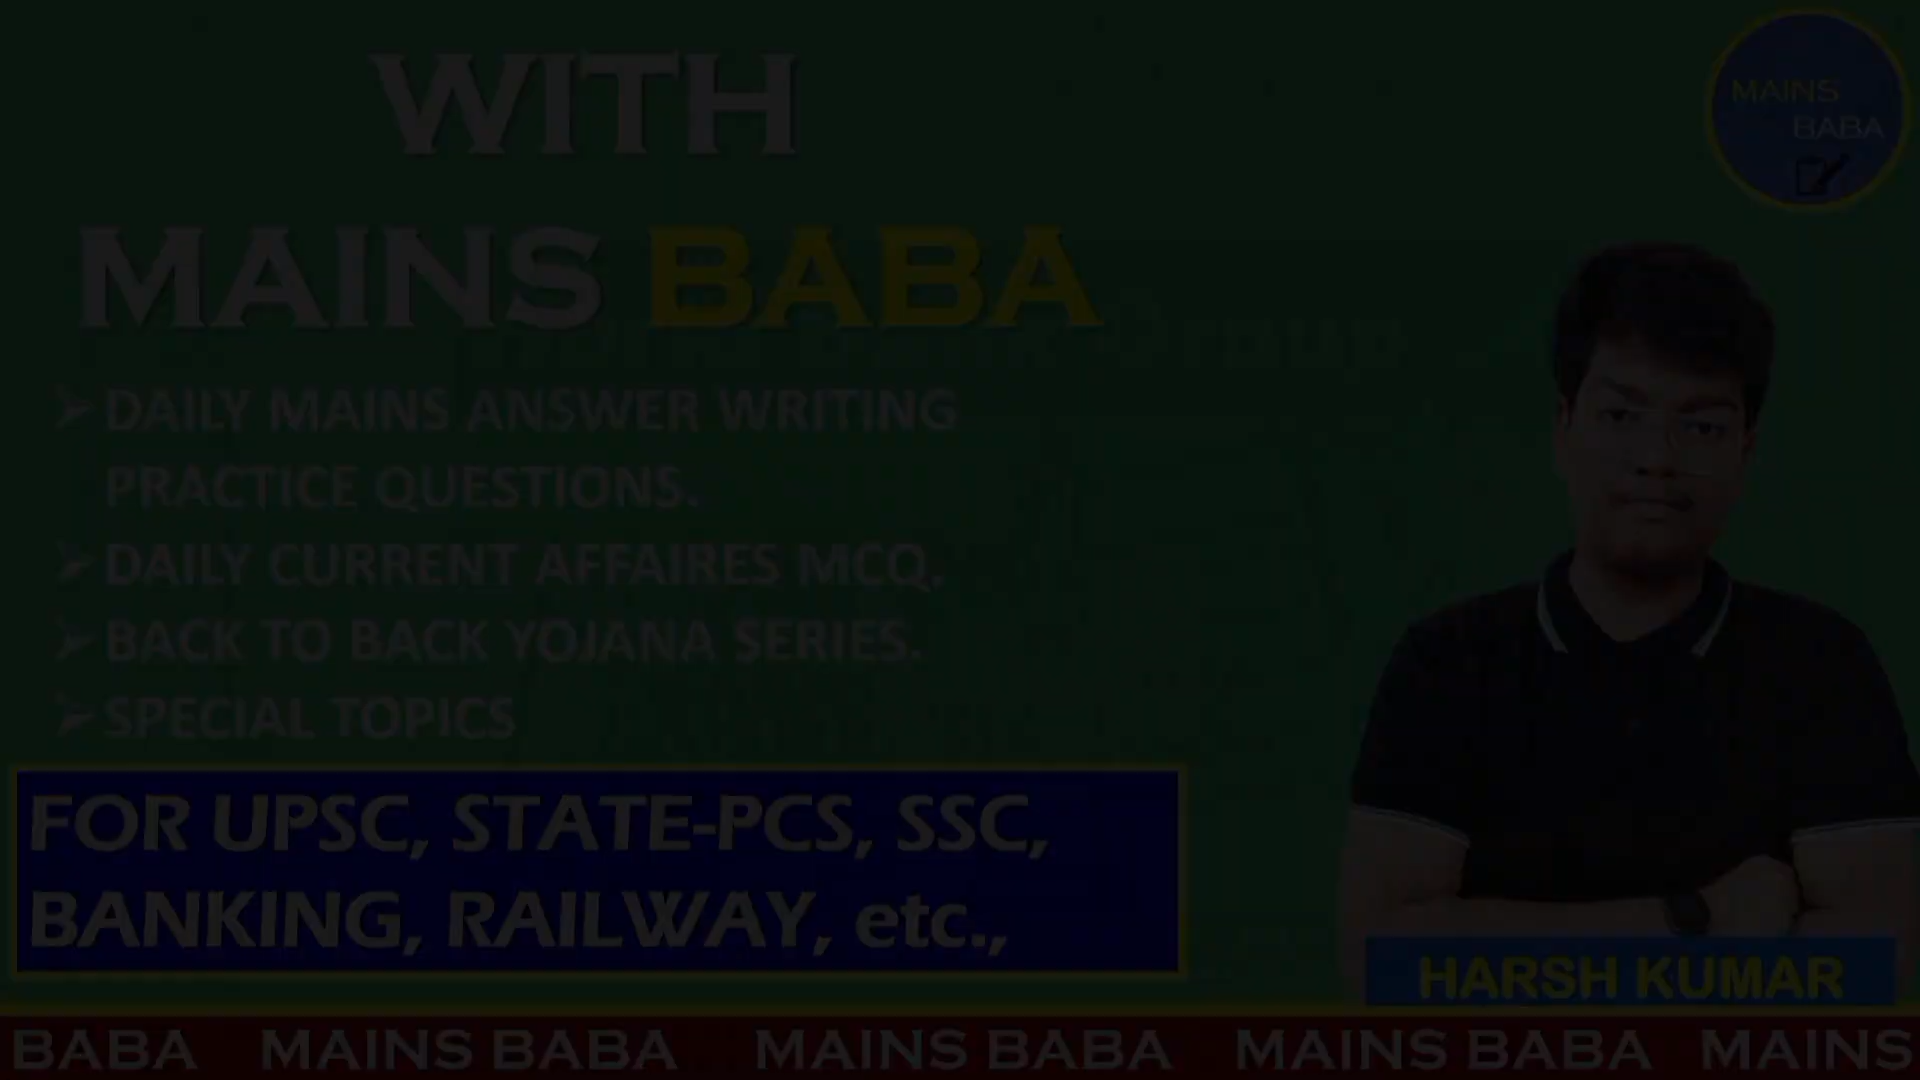 WITH
MAINS BABA
MAINS
BABA
DAILY MAINS ANSWER WRITING
PRACTICE QUESTIONS.
DAILY CURRENT AFFAIRES MCQ.
BACK TO BACK YOJANA SERIES.
SPECIAL TOPICS
FOR UPSC, STATE-PCS, SSC,
BANKING, RAILWAY, etc.,
HARSH KUMAR
BABA MAINS BABA MAINS BABA MAINS BABA MAINS